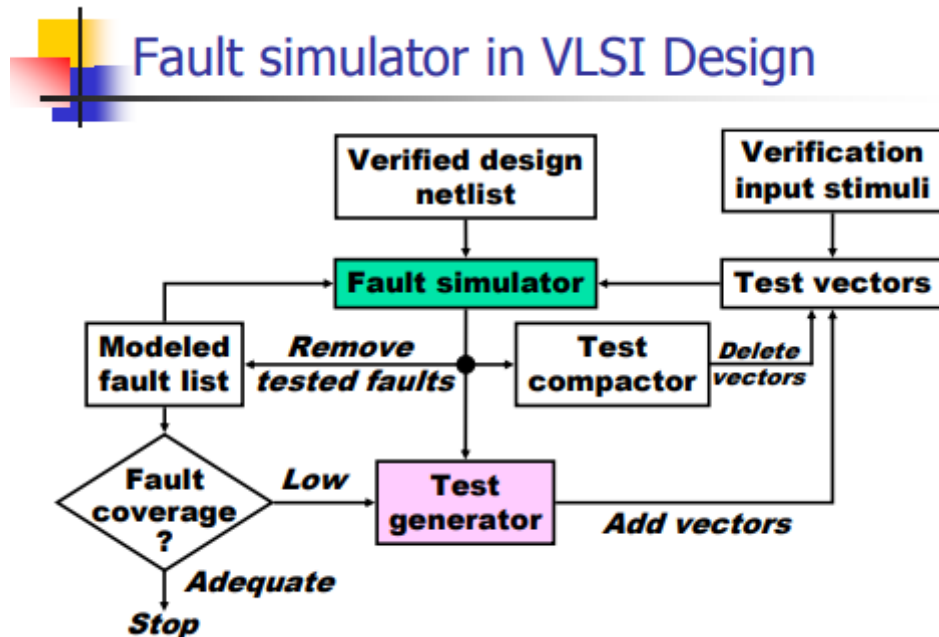 Fault simulator in VLSI Design
Verified design
netlist
Verification
input stimuli
Fault simulator
Test vectors
Modeled
fault list
Remove
tested faults
Test
compactor
Delete
vectors
Fault
coverage
?
Low
Test
generator
Add vectors
Adequate
Stop